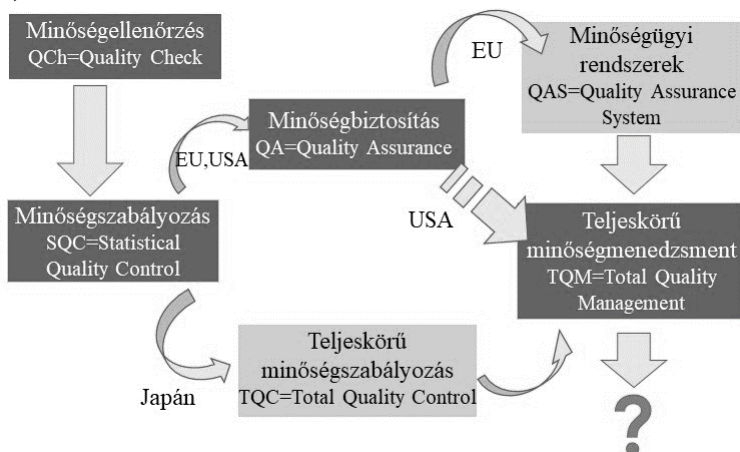 Minőségellenőrzés
QCh=Quality Check
EU
Minőségügyi
rendszerek
QAS=Quality Assurance
System
Minőségbiztosítás
QA=Quality Assurance
EU,USA
USA
Minőségszabályozás
SQC=Statistical
Quality Control
Teljeskörű
minőségmenedzsment
TQM=Total Quality
Management
Japán
Teljeskörű
minőségszabályozás
TQC=Total Quality Control
?